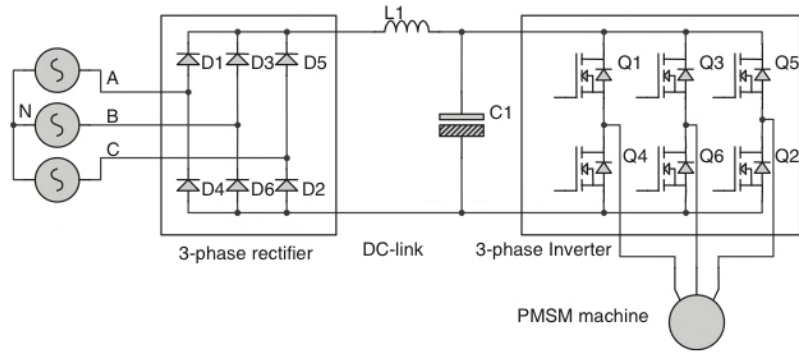 L1
D1 D3 D5
Q1 Q3 Q5
A
N
B
C1
C
Q4 Q6 Q2
D4 D6 D2
3-phase rectifier DC-link 3-phase Inverter
PMSM machine